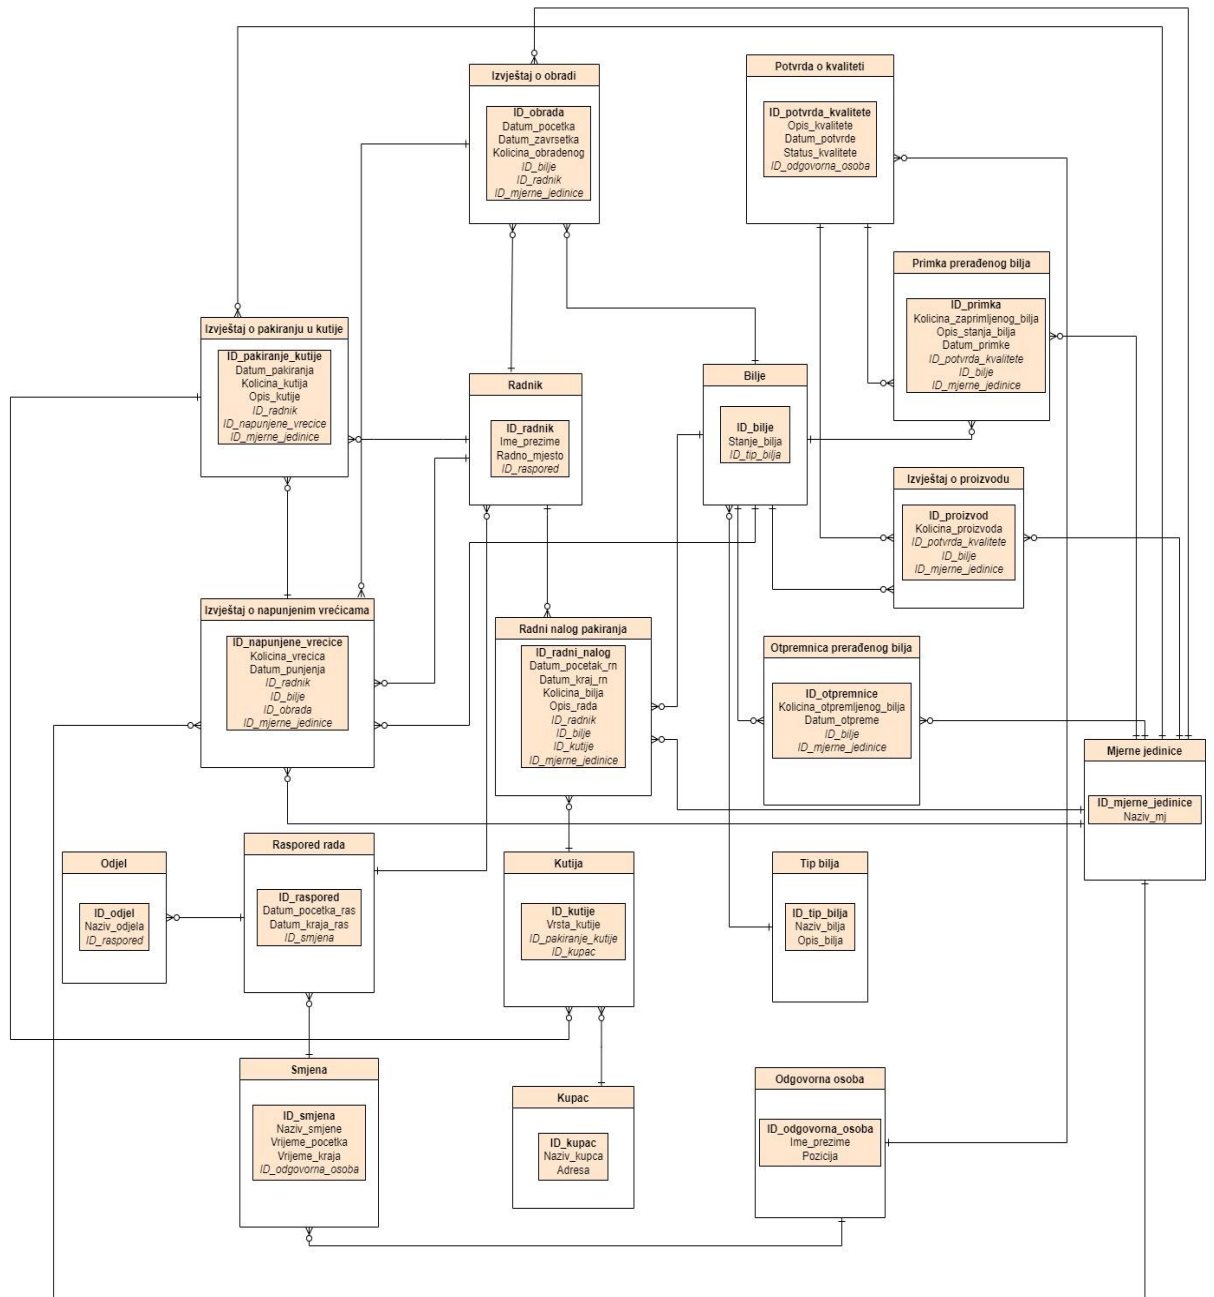 Izvještaj o obradi
ID_obrada
Datum_pocetka
Datum_zavrsetka
Kolicina_obradenog
ID_bilje
ID_radnik
ID_mjerne_jedinice
Potvrda o kvaliteti
ID_potvrda_kvalitete
Opis_kvalitete
Datum_potvrde
Status_kvalitete
ID_odgovorna_osoba
Primka prerađenog bilja
ID_primka
Kolicina_zaprimljenog_bilja
Opis_stanja_bilja
Datum_primke
ID_potvrda_kvalitete
ID_bilje
ID_mjerne_jedinice
Izvještaj o pakiranju u kutije
ID_pakiranje_kutije
Datum_pakiranja
Kolicina_kutija
Opis_kutije
ID_radnik
ID_napunjene_vrecice
ID_mjerne_jedinice
Radnik
ID_radnik
Ime_prezime
Radno_mjesto
ID_raspored
Bilje
ID_bilje
Stanje_bilja
ID_tip_bilja
Izvještaj o proizvodu
ID_proizvod
Kolicina_proizvoda
ID_potvrda_kvalitete
ID_bilje
ID_mjerne_jedinice
Izvještaj o napunjenim vrećicama
ID_napunjene_vrecice
Kolicina_vrecica
Datum_punjenja
ID_radnik
ID_bilje
ID_obrada
ID_mjerne_jedinice
Radni nalog pakiranja
ID_radni_nalog
Datum_pocetak_rn
Datum_kraj_rn
Kolicina_bilja
Opis_rada
ID_radnik
ID_bilje
ID_kutije
ID_mjerne_jedinice
Otpremnica prerađenog bilja
ID_otpremnice
Kolicina_otpremljenog_bilja
Datum_otpreme
ID_bilje
ID_mjerne_jedinice
Mjerne jedinice
ID_mjerne_jedinice
Naziv_mj
Odjel
ID_odjel
Naziv_odjela
ID_raspored
Raspored rada
ID_raspored
Datum_pocetka_ras
Datum_kraja_ras
ID_smjena
Kutija
ID_kutije
Vrsta_kutije
ID_pakiranje_kutije
ID_kupac
Tip bilja
ID_tip_bilja
Naziv_bilja
Opis_bilja
Smjena
ID_smjena
Naziv_smjene
Vrijeme_pocetka
Vrijeme_kraja
ID_odgovorna_osoba
Kupac
ID_kupac
Naziv_kupca
Adresa
Odgovorna osoba
ID_odgovorna_osoba
Ime_prezime
Pozicija